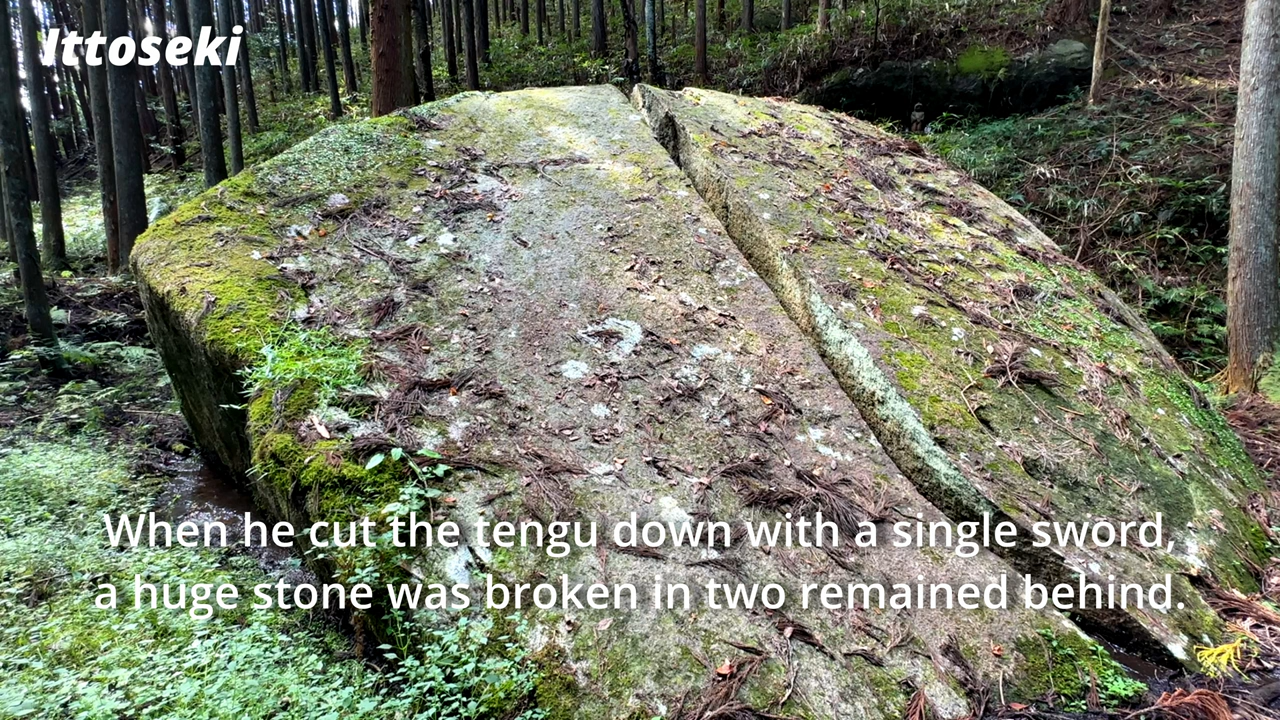 Ittoseki
When he cut the tengu down with a single sword,
a huge stone was broken in two remained behind.